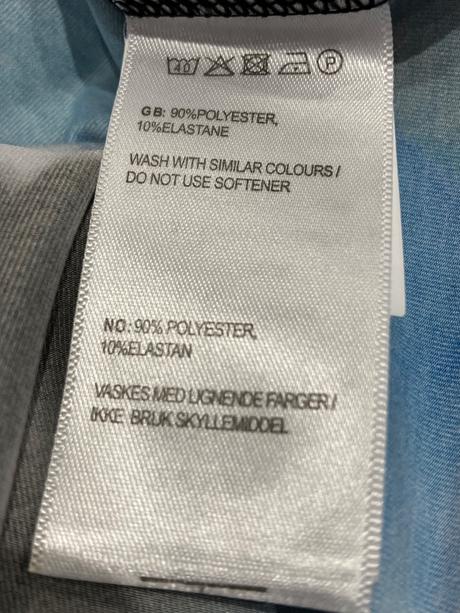 40 P
GB: 90%POLYESTER,
10%ELASTANE
WASH WITH SIMILAR COLOURS /
DO NOT USE SOFTENER
NO: 90% POLYESTER,
10%ELASTAN
VASKES MED LIGNENDE FARGER /
IKKE BRUK SKYLLEMIDDEL